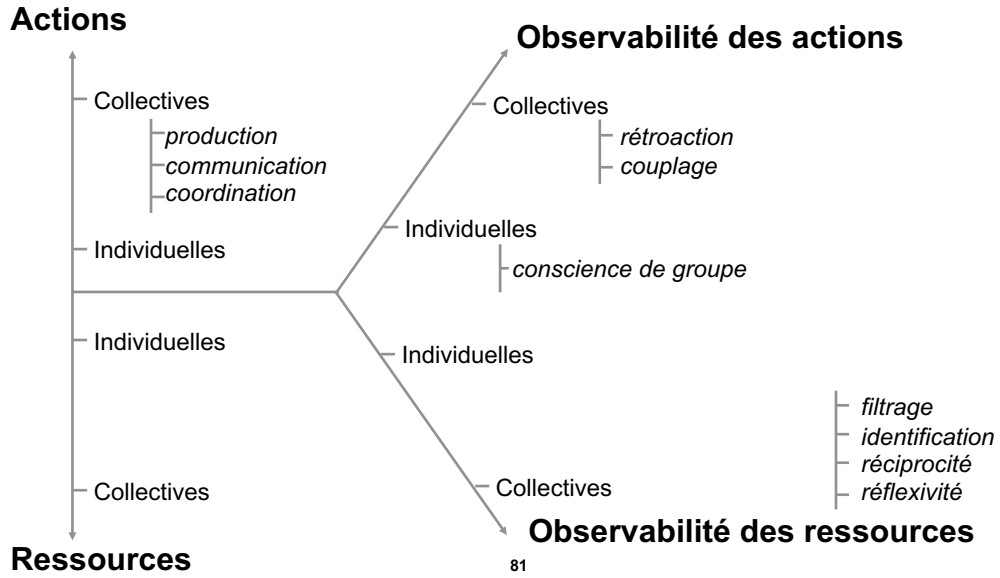 Actions
Collectives
production
communication
coordination
Individuelles
Individuelles
Collectives
Ressources
Observabilité des actions
Collectives
rétroaction
couplage
Individuelles
conscience de groupe
Individuelles
filtrage
identification
réciprocité
réflexivité
Collectives
Observabilité des ressources
81